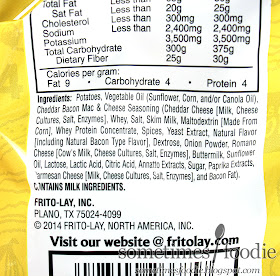 Total Fat Less than 65g 80g
Sat Fat Less than 20g 25g
Cholesterol Less than 300mg 300mg
Sodium Less than 2,400mg 2,400mg
Potassium 3,500mg 3,500mg
Total Carbohydrate 300g 375g
Dietary Fiber 25g 30g
Calories per gram:
Fat 9 • Carbohydrate 4 • Protein 4
Ingredients: Potatoes, Vegetable Oil (Sunflower, Corn, and/or Canola Oil),
Cheddar Bacon Mac & Cheese Seasoning (Cheddar Cheese [Milk, Cheese
Cultures, Salt, Enzymes], Whey, Salt, Skim Milk, Maltodextrin [Made From
Corn], Whey Protein Concentrate, Spices, Yeast Extract, Natural Flavor
[Including Natural Bacon Type Flavor], Dextrose, Onion Powder, Romano
Cheese [Cow's Milk, Cheese Cultures, Salt, Enzymes], Buttermilk, Sunflower
Oil, Lactose, Lactic Acid, Citric Acid, Annatto Extracts, Sugar, Paprika Extracts,
Parmesan Cheese [Milk, Cheese Cultures, Salt, Enzymes], and Bacon Fat).
CONTAINS MILK INGREDIENTS.
FRITO-LAY, INC.
PLANO, TX 75024-4099
© 2014 FRITO-LAY, NORTH AMERICA, INC.
Visit our website @ fritolay.com
sometimes foodie
sometimesfoodie.blogspot.com